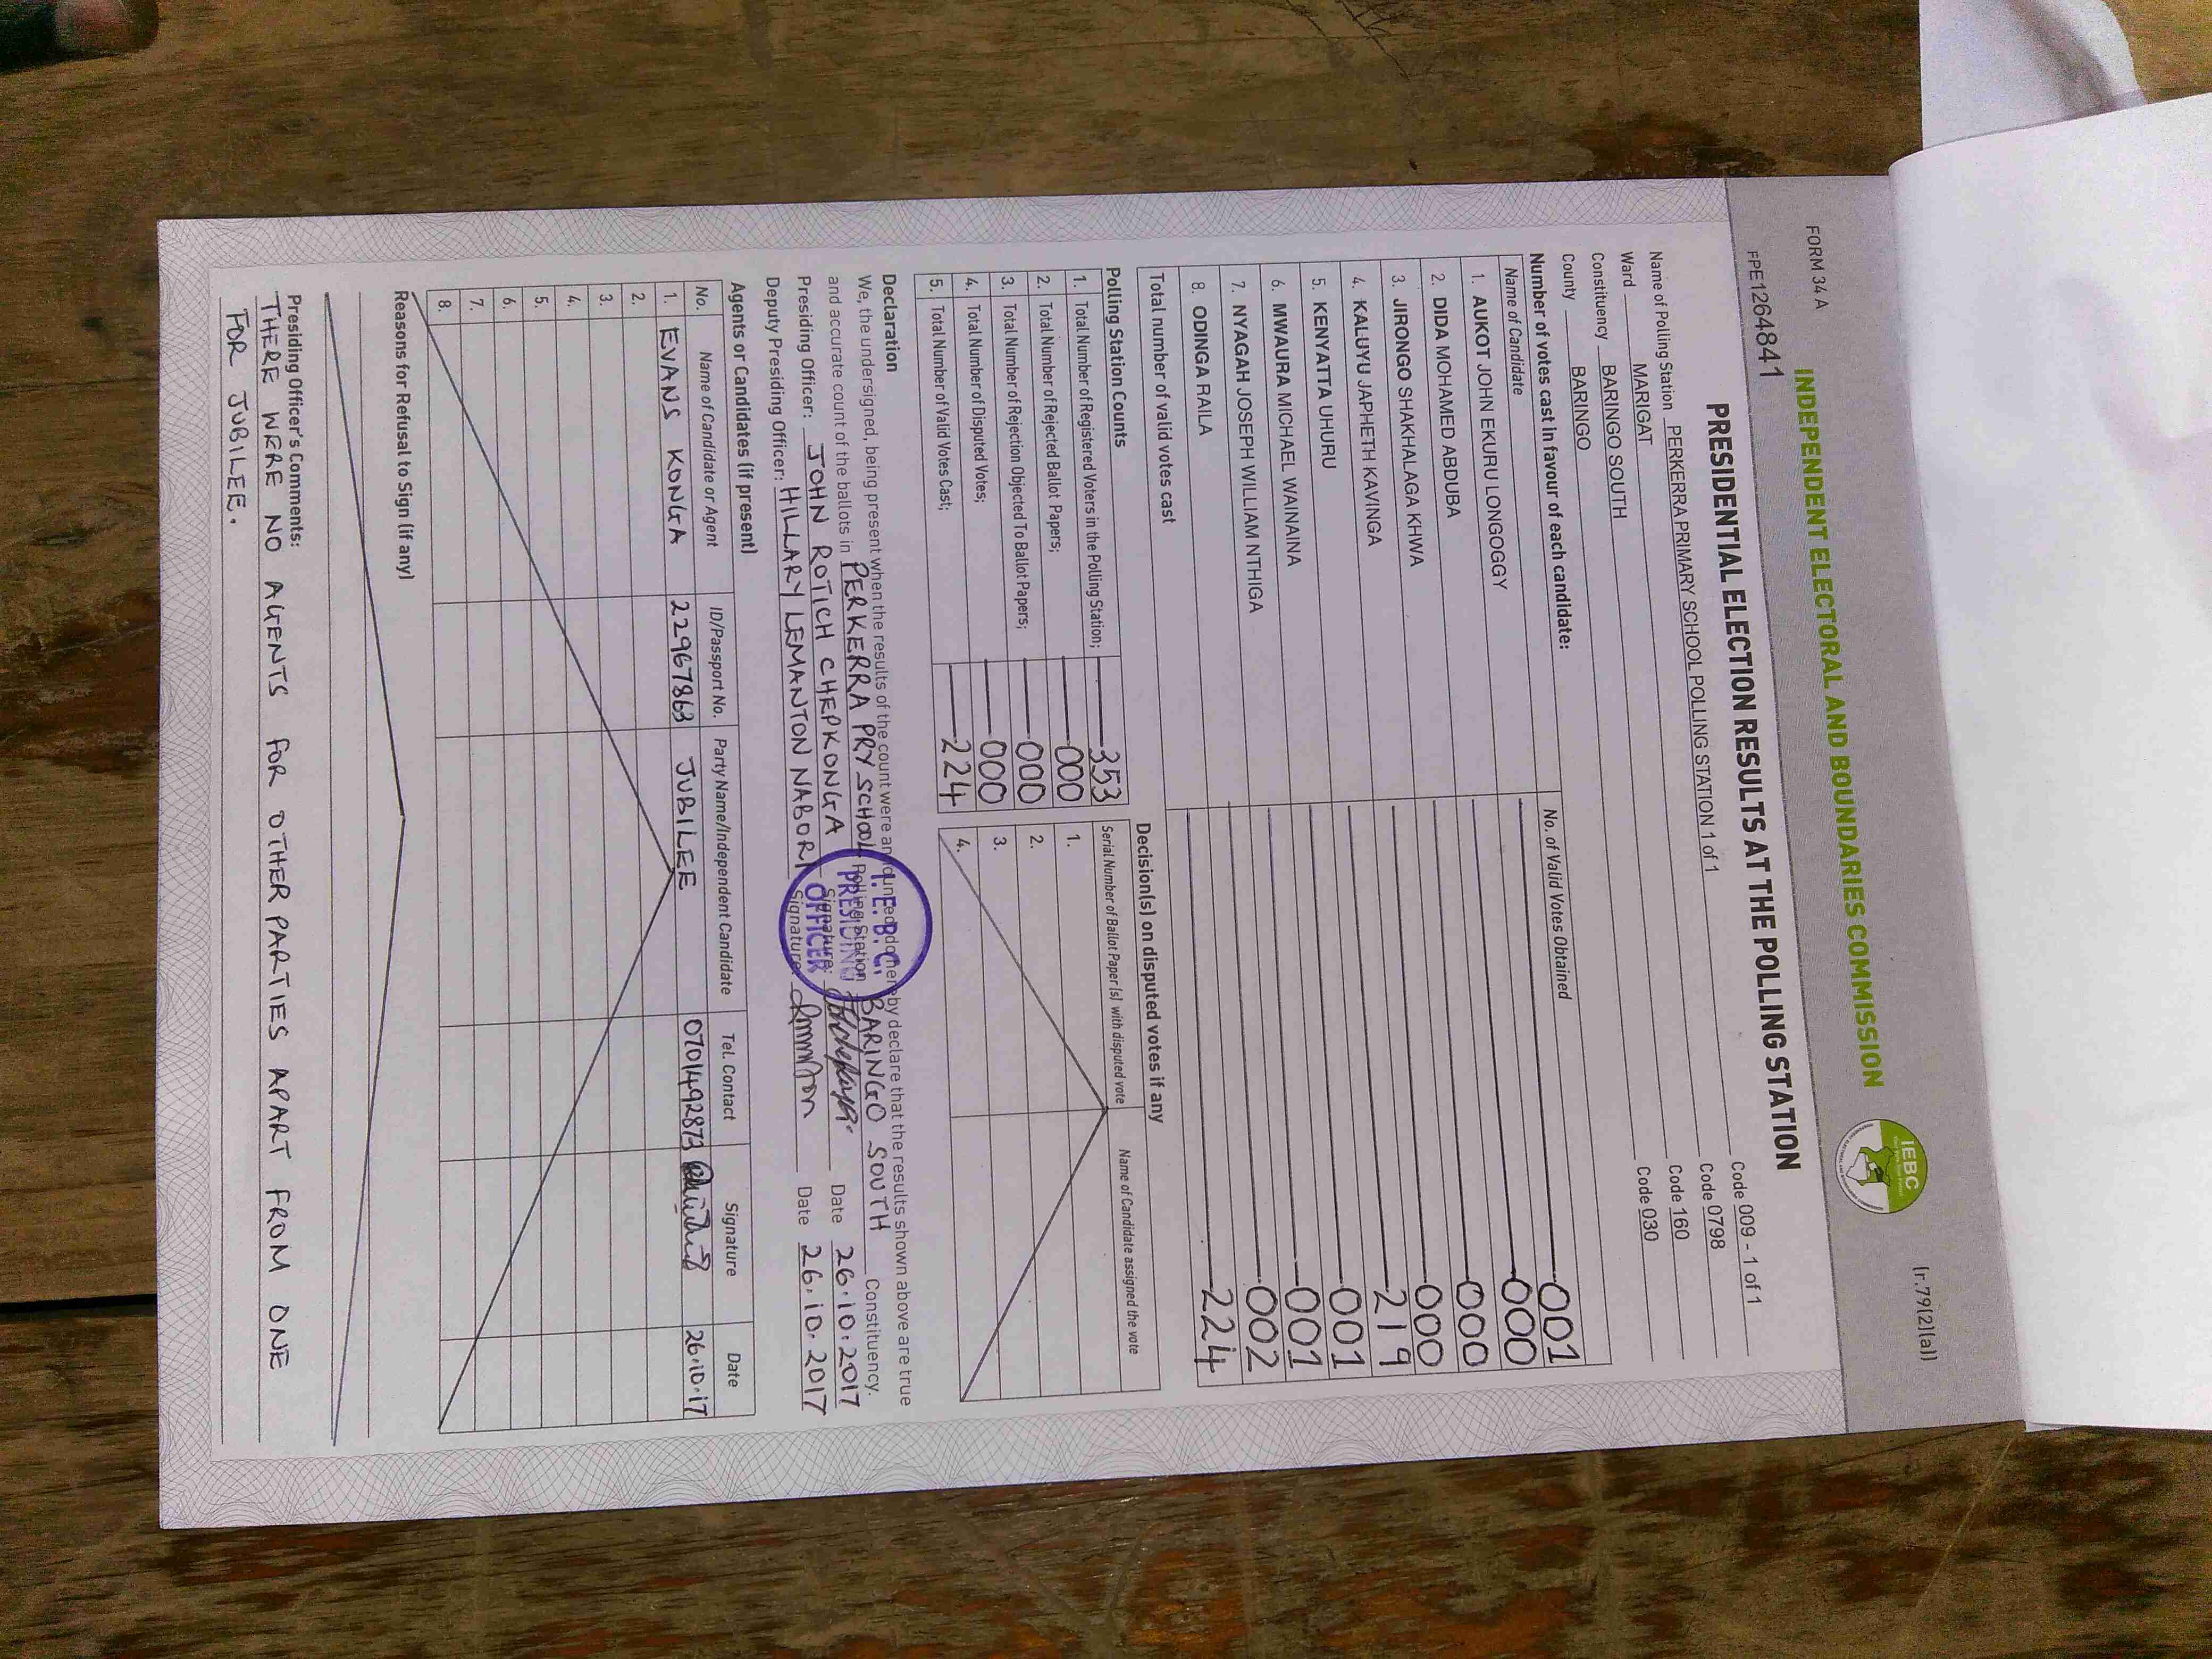 FORM 34 A
(r.79(2)(a))
INDEPENDENT ELECTORAL AND BOUNDARIES COMMISSION
IEBC
FPE1264841
PRESIDENTIAL ELECTION RESULTS AT THE POLLING STATION
Name of Polling Station PERKERRA PRIMARY SCHOOL POLLING STATION 1 of 1 Code 009 - 1 of 1
Ward MARIGAT Code 0798
Constituency BARINGO SOUTH Code 160
County BARINGO Code 030
Number of votes cast in favour of each candidate:
Name of Candidate No. of Valid Votes Obtained
1. AUKOT JOHN EKURU LONGOGGY 001
2. DIDA MOHAMED ABDUBA 000
3. JIRONGO SHAKHALAGA KHWA 000
4. KALUYU JAPHETH KAVINGA 000
5. KENYATTA UHURU 219
6. MWAURA MICHAEL WAINAINA 001
7. NYAGAH JOSEPH WILLIAM NTHIGA 001
8. ODINGA RAILA 002
Total number of valid votes cast 224
Polling Station Counts
1. Total Number of Registered Voters in the Polling Station; 353
2. Total Number of Rejected Ballot Papers; 000
3. Total Number of Rejection Objected To Ballot Papers; 000
4. Total Number of Disputed Votes; 000
5. Total Number of Valid Votes Cast; 224
Decision(s) on disputed votes if any
Serial Number of Ballot Paper (s) with disputed vote Name of Candidate assigned the vote
1.
2.
3.
4.
Declaration
We, the undersigned, being present when the results of the count were announced, do hereby declare that the results shown above are true
and accurate count of the ballots in PERKERRA PRY SCHOOL Polling Station BARINGO SOUTH Constituency.
Presiding Officer: JOHN ROTICH CHEPKONGA Signature: Date 26.10.2017
Deputy Presiding Officer: HILLARY LEMANTON NABORI Signature: Date 26.10.2017
I.E.B.C.
PRESIDING
OFFICER
Agents or Candidates (if present)
No. Name of Candidate or Agent ID/Passport No. Party Name/Independent Candidate Tel. Contact Signature Date
1. EVANS KONGA 22967863 JUBILEE 0701492873 26.10.17
2.
3.
4.
5.
6.
7.
8.
Reasons for Refusal to Sign (if any)
Presiding Officer's Comments:
THERE WERE NO AGENTS FOR OTHER PARTIES APART FROM ONE
FOR JUBILEE.